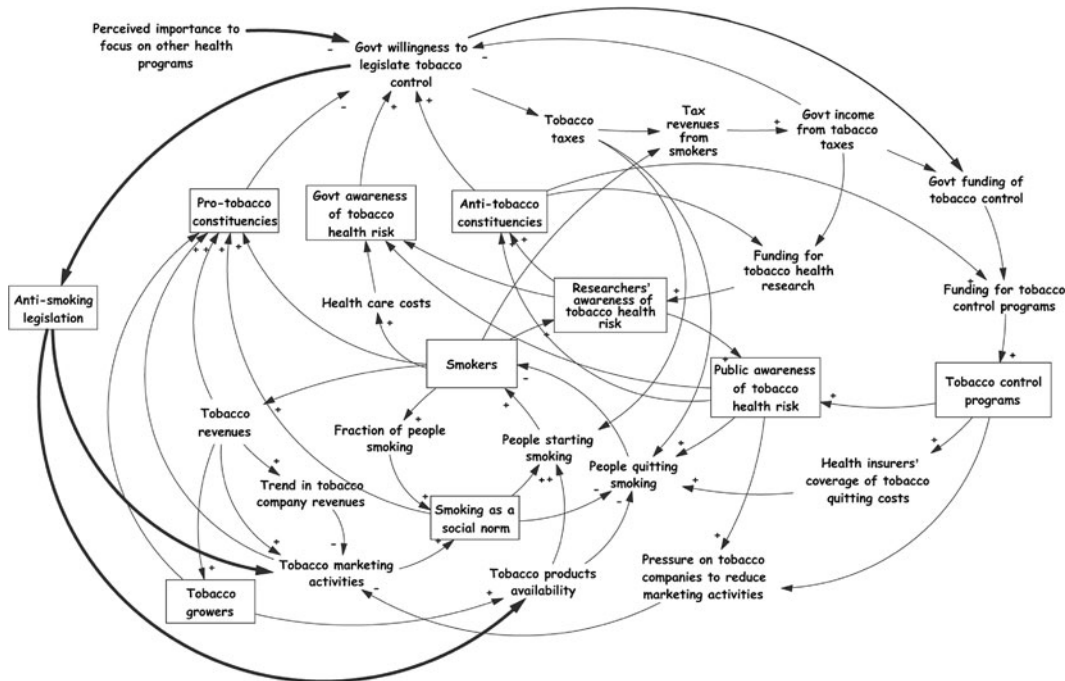 Perceived importance to
focus on other health
programs
Govt willingness to
legislate tobacco
control
Tobacco
taxes
Tax
revenues
from
smokers
Govt income
from tabacco
taxes
Govt funding of
tobacco control
Pro-tobacco
constituencies
Govt awareness
of tobacco
health risk
Anti-tobacco
constituencies
Funding for
tobacco health
research
Funding for tobacco
control programs
Anti-smoking
legislation
Health care costs
Researchers'
awareness of
tobacco health
risk
Smokers
Public awareness
of tobacco
health risk
Tobacco control
programs
Tobacco
revenues
Fraction of people
smoking
People starting
smoking
People quitting
smoking
Health insurers'
coverage of tobacco
quitting costs
Trend in tobacco
company revenues
Smoking as a
social norm
Tobacco marketing
activities
Tobacco products
availability
Pressure on tobacco
companies to reduce
marketing activities
Tobacco
growers